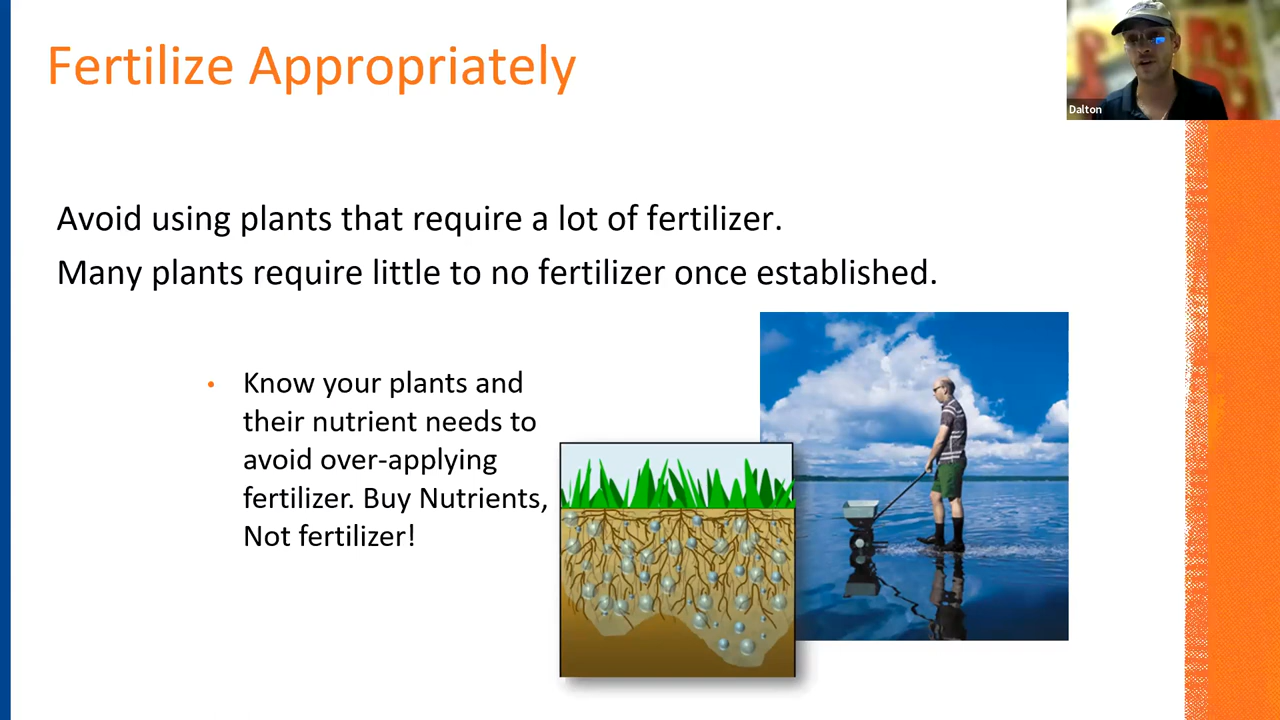 Fertilize Appropriately
Dalton
Avoid using plants that require a lot of fertilizer.
Many plants require little to no fertilizer once established.
• Know your plants and
their nutrient needs to
avoid over-applying
fertilizer. Buy Nutrients,
Not fertilizer!